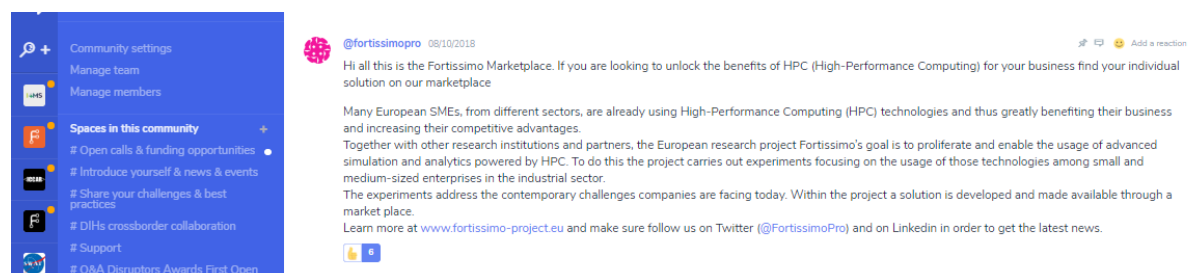 Community settings
Manage team
Manage members
Spaces in this community +
# Open calls & funding opportunities
# Introduce yourself & news & events
# Share your challenges & best
practices
# DIHs crossborder collaboration
# Support
# Q&A Disruptors Awards First Open
@fortissimopro 08/10/2018
Add a reaction
Hi all this is the Fortissimo Marketplace. If you are looking to unlock the benefits of HPC (High-Performance Computing) for your business find your individual
solution on our marketplace
Many European SMEs, from different sectors, are already using High-Performance Computing (HPC) technologies and thus greatly benefiting their business
and increasing their competitive advantages.
Together with other research institutions and partners, the European research project Fortissimo's goal is to proliferate and enable the usage of advanced
simulation and analytics powered by HPC. To do this the project carries out experiments focusing on the usage of those technologies among small and
medium-sized enterprises in the industrial sector.
The experiments address the contemporary challenges companies are facing today. Within the project a solution is developed and made available through a
market place.
Learn more at www.fortissimo-project.eu and make sure follow us on Twitter (@FortissimoPro) and on Linkedin in order to get the latest news.
6